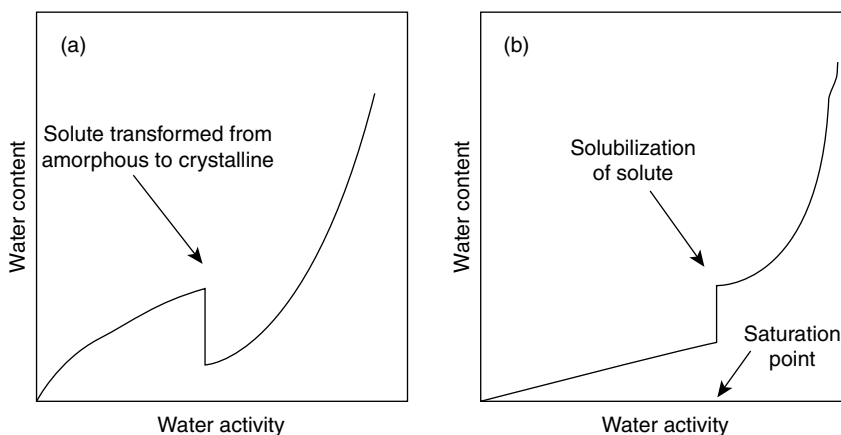 (a)
Solute transformed from
amorphous to crystalline
Water content
Water activity
(b)
Solubilization
of solute
Saturation
point
Water content
Water activity